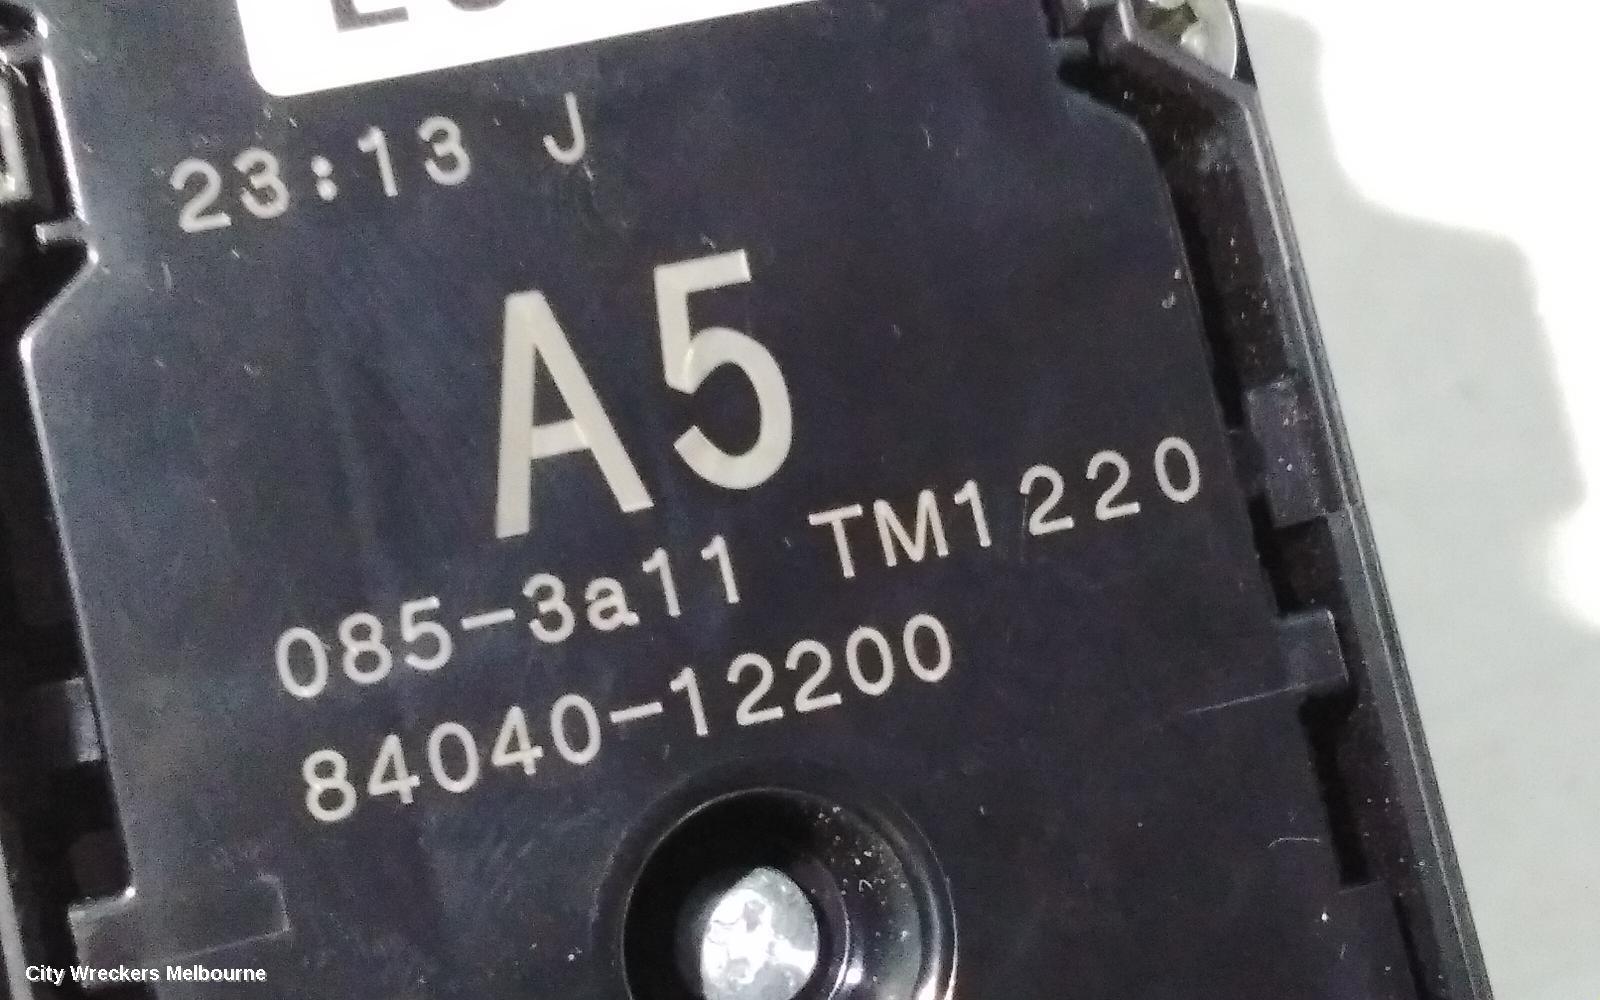 23:13 J
A5
085-3a11 TM1220
84040-12200
City Wreckers Melbourne